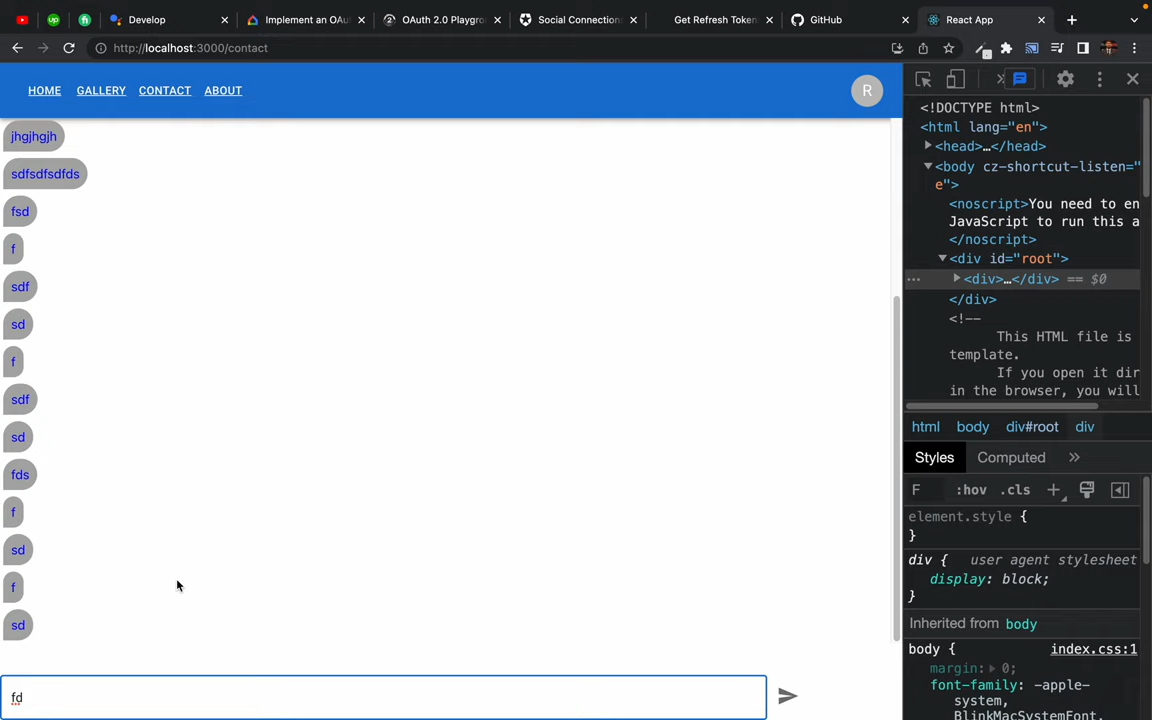 Develop
Implement an OAu
OAuth 2.0 Playgro
Social Connection
Get Refresh Token
GitHub
React App
http://localhost:3000/contact
HOME GALLERY CONTACT ABOUT
R
jhgjhgjh
sdfsdfsdfds
fsd
f
sdf
sd
f
sdf
sd
fds
f
sd
f
sd
fd
<!DOCTYPE html>
<html lang="en">
<head>…</head>
<body cz-shortcut-listen="
e">
<noscript>You need to en
JavaScript to run this a
</noscript>
<div id="root">
<div>…</div> == $0
</div>
<!--
This HTML file is
template.
If you open it dir
in the browser, you will
html body div#root div
Styles Computed
F :hov .cls
element.style {
}
div { user agent stylesheet
display: block;
}
Inherited from body
body { index.css:1
margin: 0;
font-family: -apple-
system,
BlinkMacSystemFont,